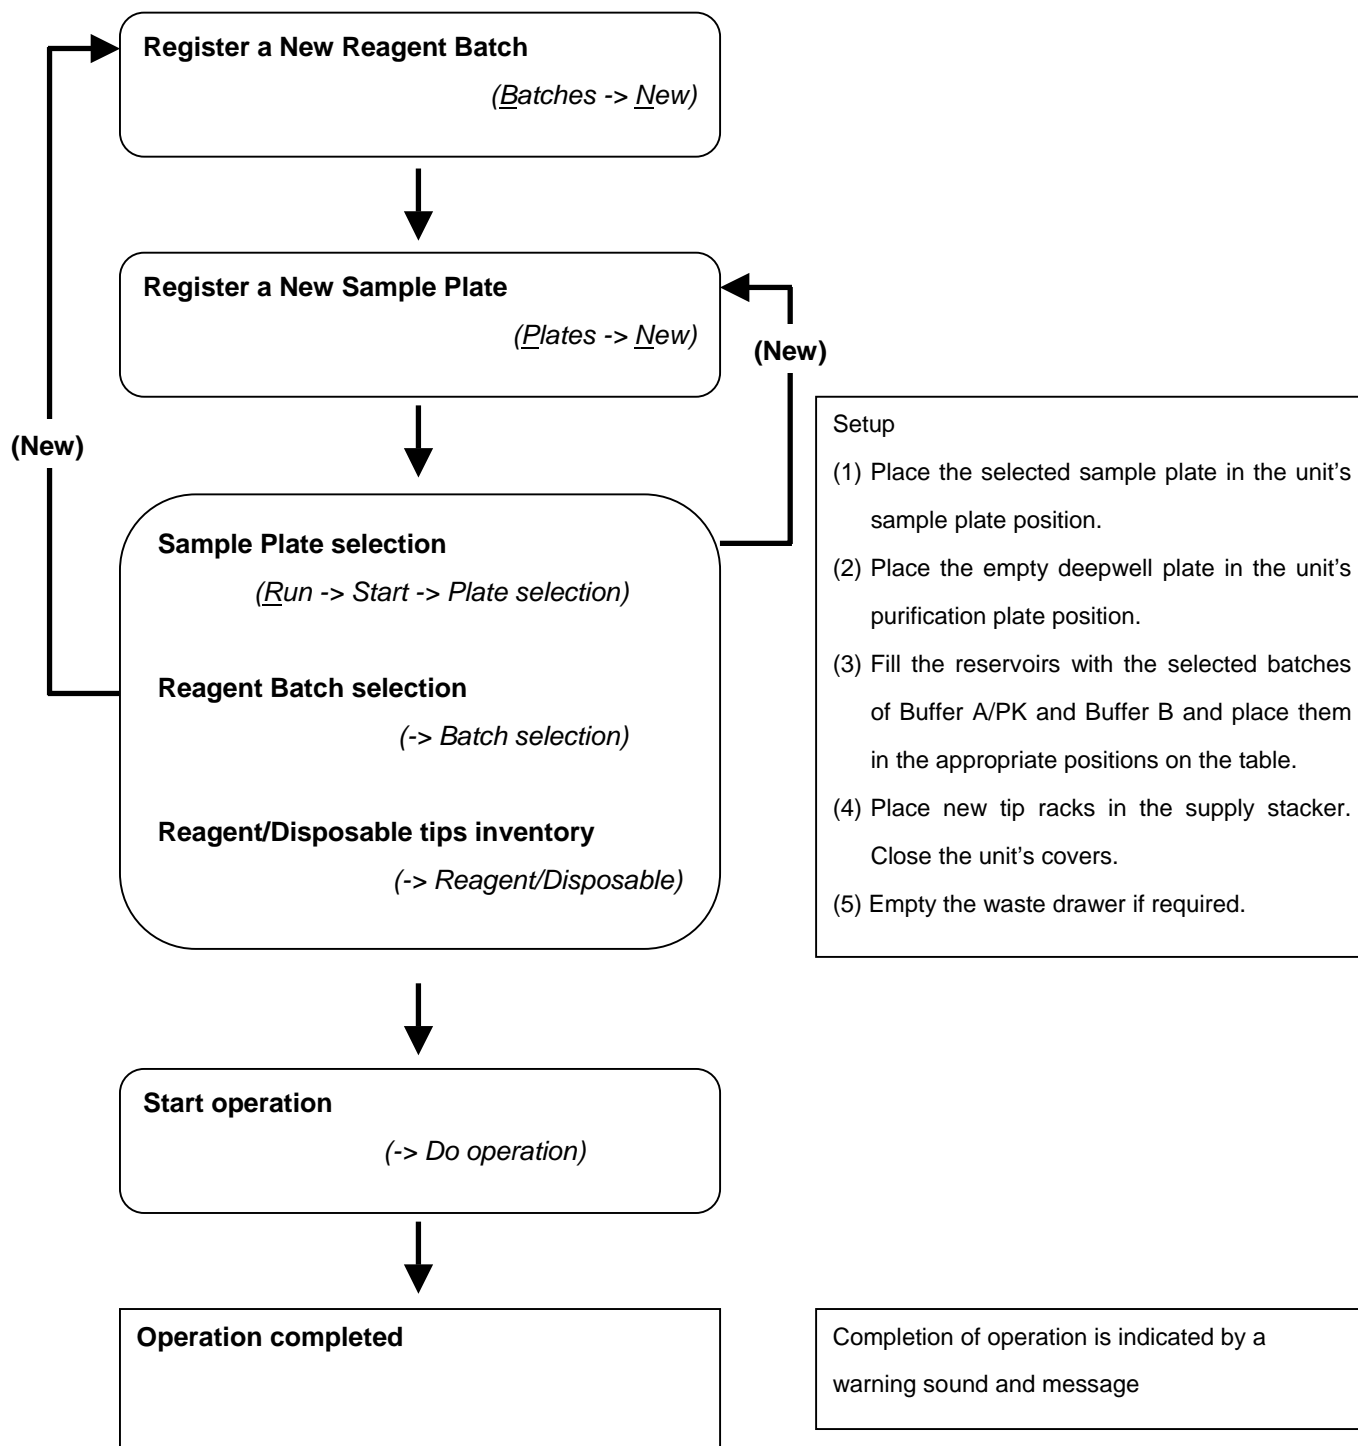 Register a New Reagent Batch
(Batches -> New)
Register a New Sample Plate
(Plates -> New)
(New)
(New)
Sample Plate selection
(Run -> Start -> Plate selection)
Reagent Batch selection
(-> Batch selection)
Reagent/Disposable tips inventory
(-> Reagent/Disposable)
Setup
(1) Place the selected sample plate in the unit's
sample plate position.
(2) Place the empty deepwell plate in the unit's
purification plate position.
(3) Fill the reservoirs with the selected batches
of Buffer A/PK and Buffer B and place them
in the appropriate positions on the table.
(4) Place new tip racks in the supply stacker.
Close the unit's covers.
(5) Empty the waste drawer if required.
Start operation
(-> Do operation)
Operation completed
Completion of operation is indicated by a
warning sound and message